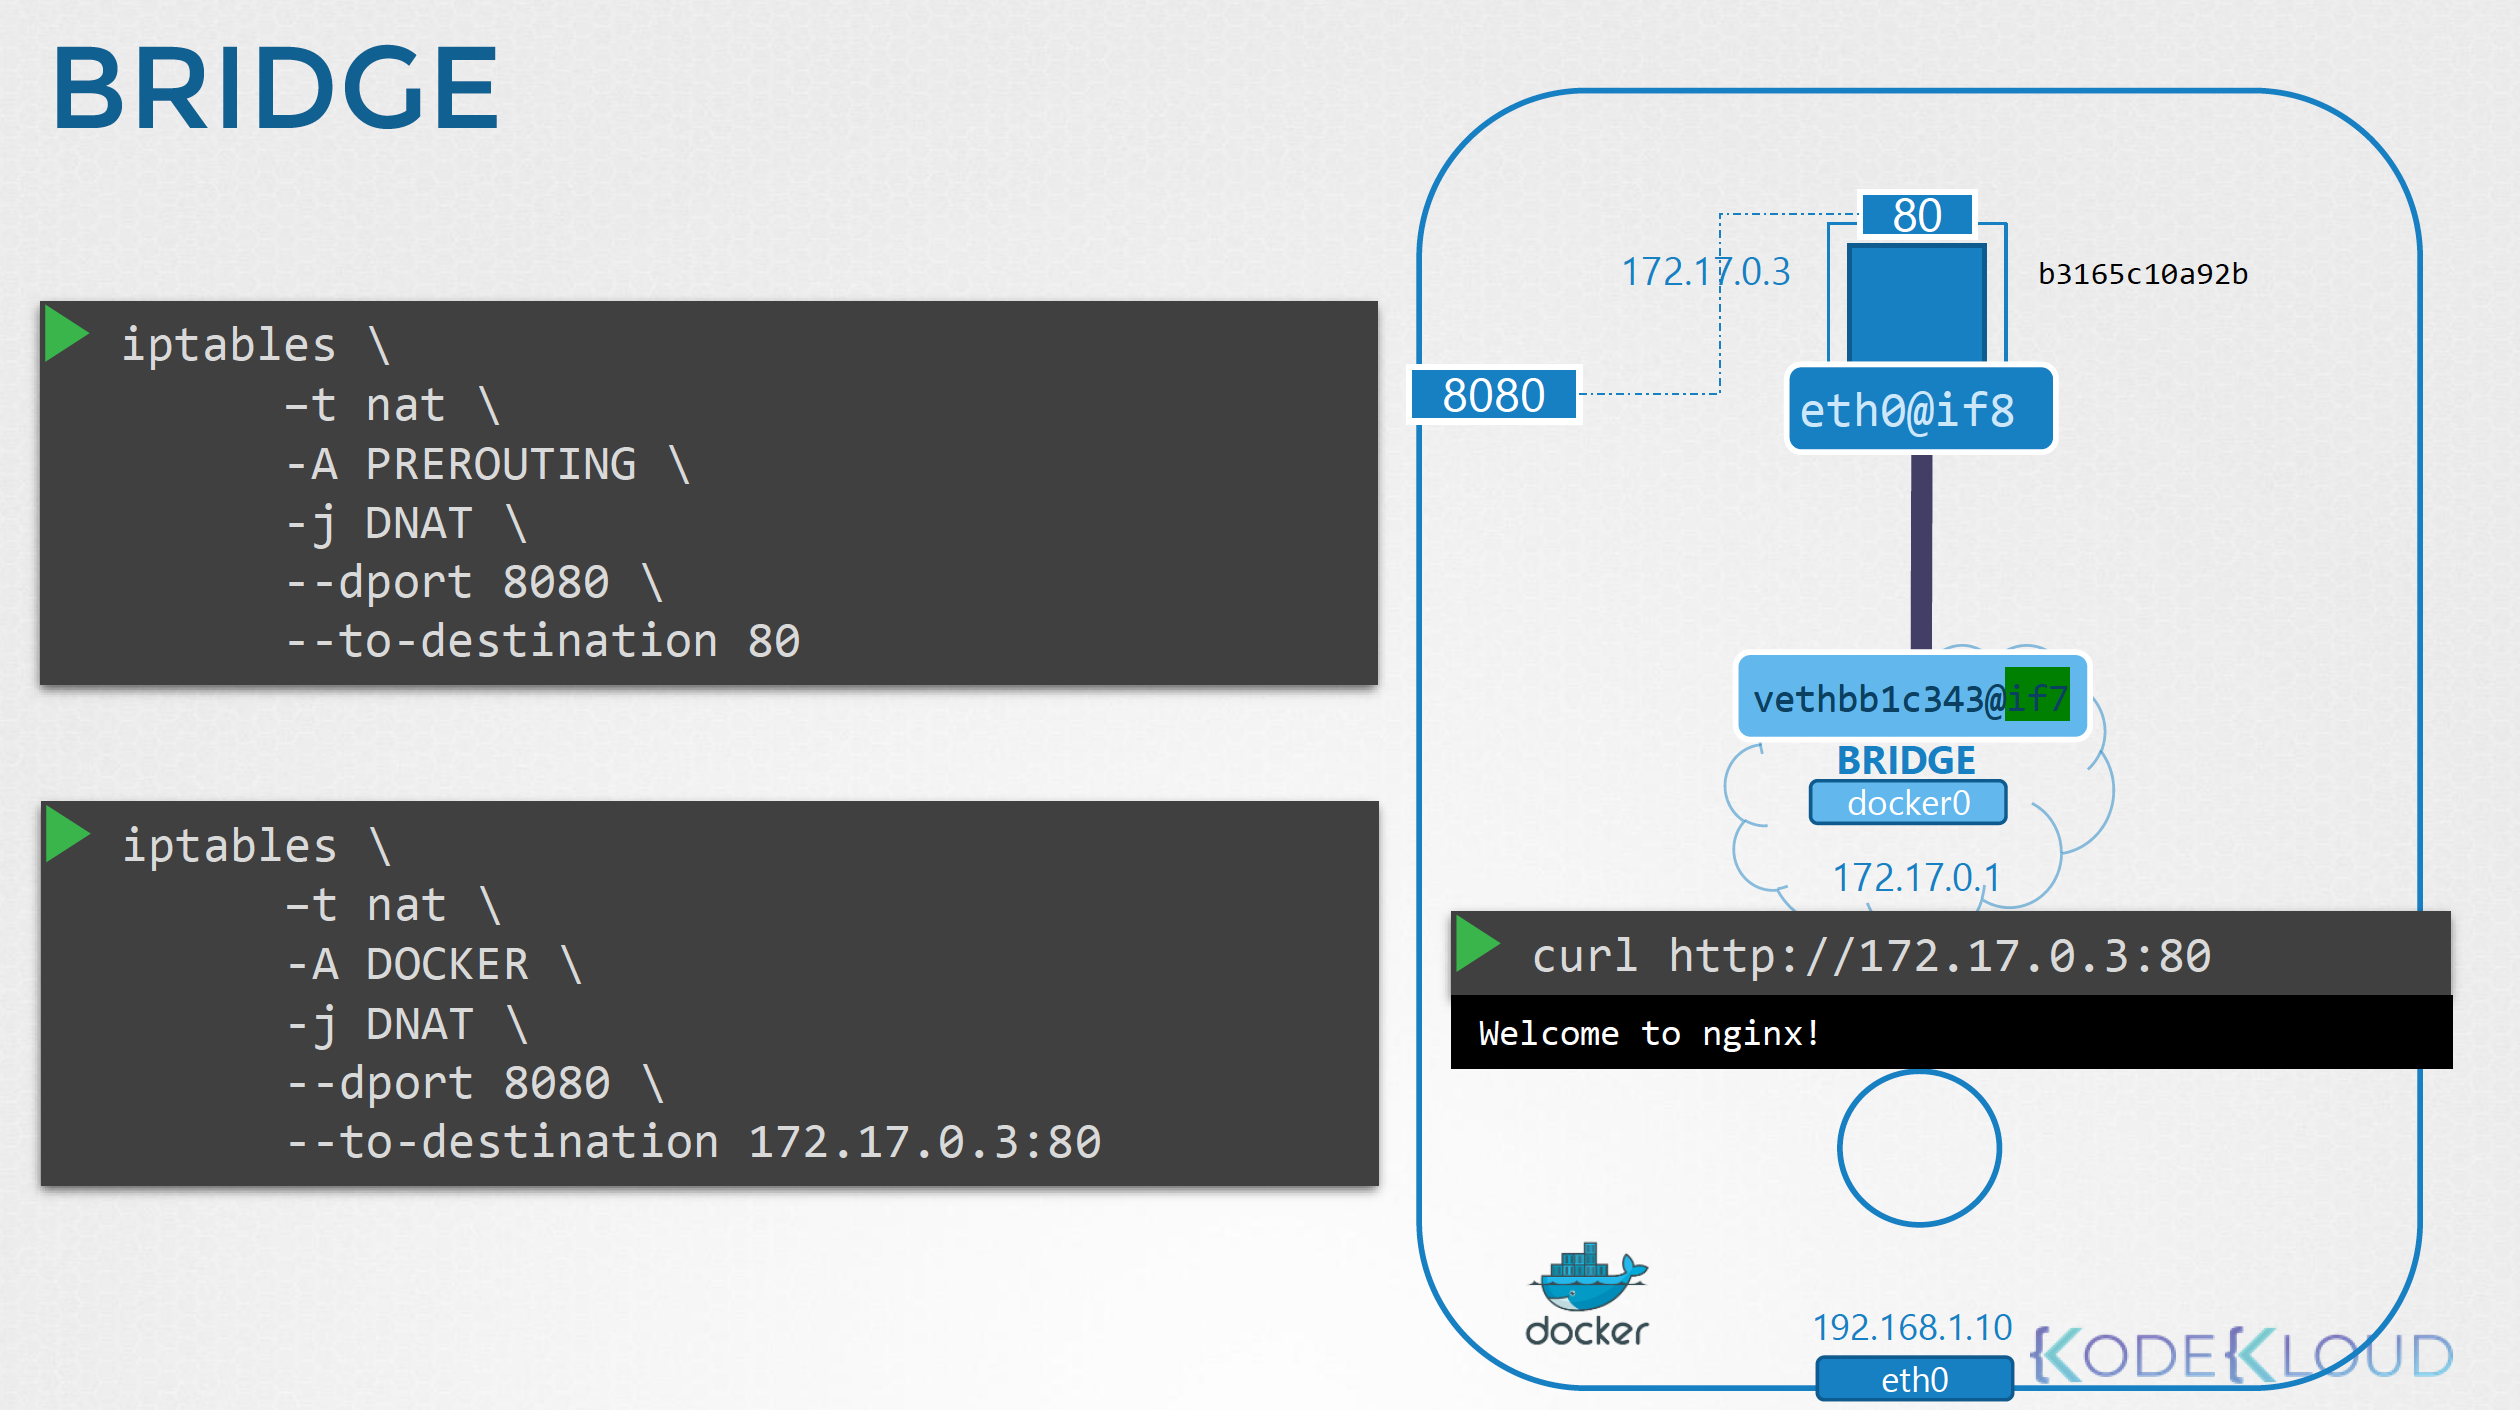 BRIDGE
iptables \
–t nat \
-A PREROUTING \
-j DNAT \
--dport 8080 \
--to-destination 80
iptables \
–t nat \
-A DOCKER \
-j DNAT \
--dport 8080 \
--to-destination 172.17.0.3:80
80
172.17.0.3
b3165c10a92b
8080
eth0@if8
vethbb1c343@if7
BRIDGE
docker0
172.17.0.1
curl http://172.17.0.3:80
Welcome to nginx!
docker
192.168.1.10
eth0
KODEKLOUD